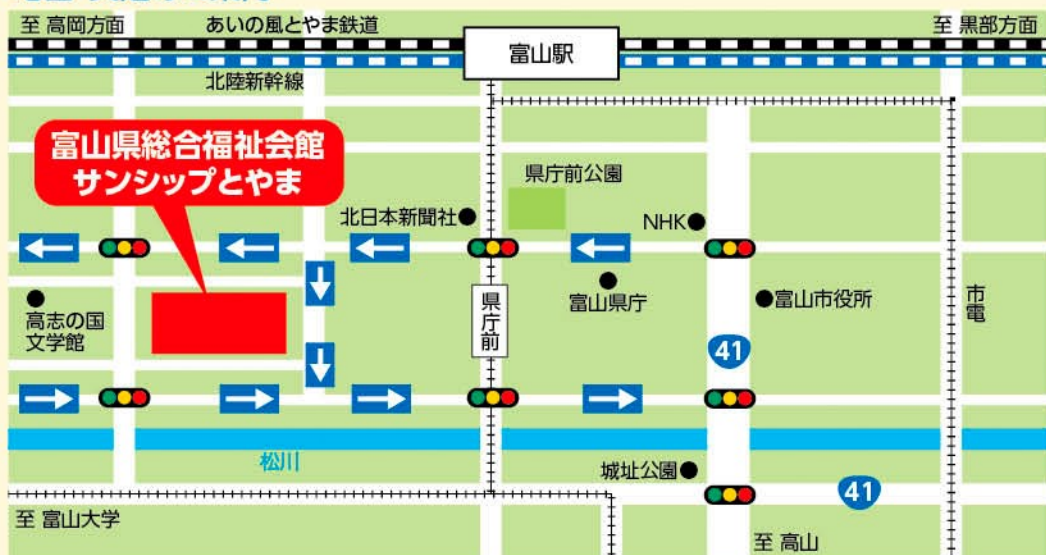 至 高岡方面
あいの風とやま鉄道
至 黒部方面
富山駅
北陸新幹線
富山県総合福祉会館
サンシップとやま
県庁前公園
北日本新聞社
NHK
高志の国
文学館
富山県庁
富山市役所
県庁前
市電
41
松川
城址公園
41
至 富山大学
至 高山